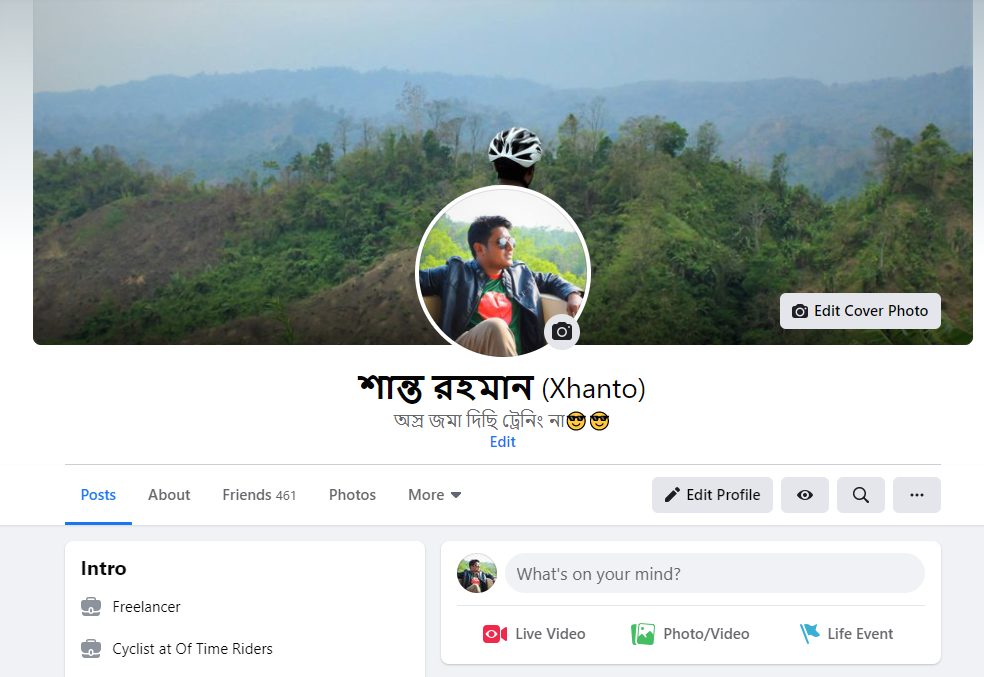 Edit Cover Photo
শান্ত রহমান (Xhanto)
অস্র জমা দিছি ট্রেনিং না😎😎
Edit
Posts About Friends 461 Photos More Edit Profile
Intro
Freelancer
Cyclist at Of Time Riders
What's on your mind?
Live Video Photo/Video Life Event